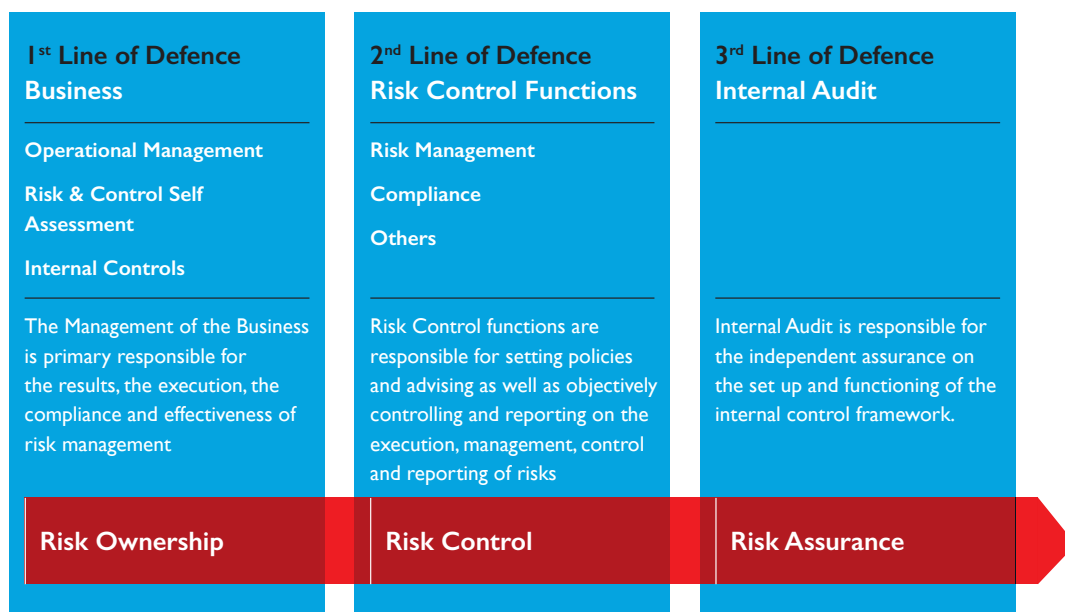 1st Line of Defence
Business
Operational Management
Risk & Control Self
Assessment
Internal Controls
The Management of the Business
is primary responsible for
the results, the execution, the
compliance and effectiveness of
risk management
Risk Ownership
2nd Line of Defence
Risk Control Functions
Risk Management
Compliance
Others
Risk Control functions are
responsible for setting policies
and advising as well as objectively
controlling and reporting on the
execution, management, control
and reporting of risks
Risk Control
3rd Line of Defence
Internal Audit
Internal Audit is responsible for
the independent assurance on
the set up and functioning of the
internal control framework.
Risk Assurance